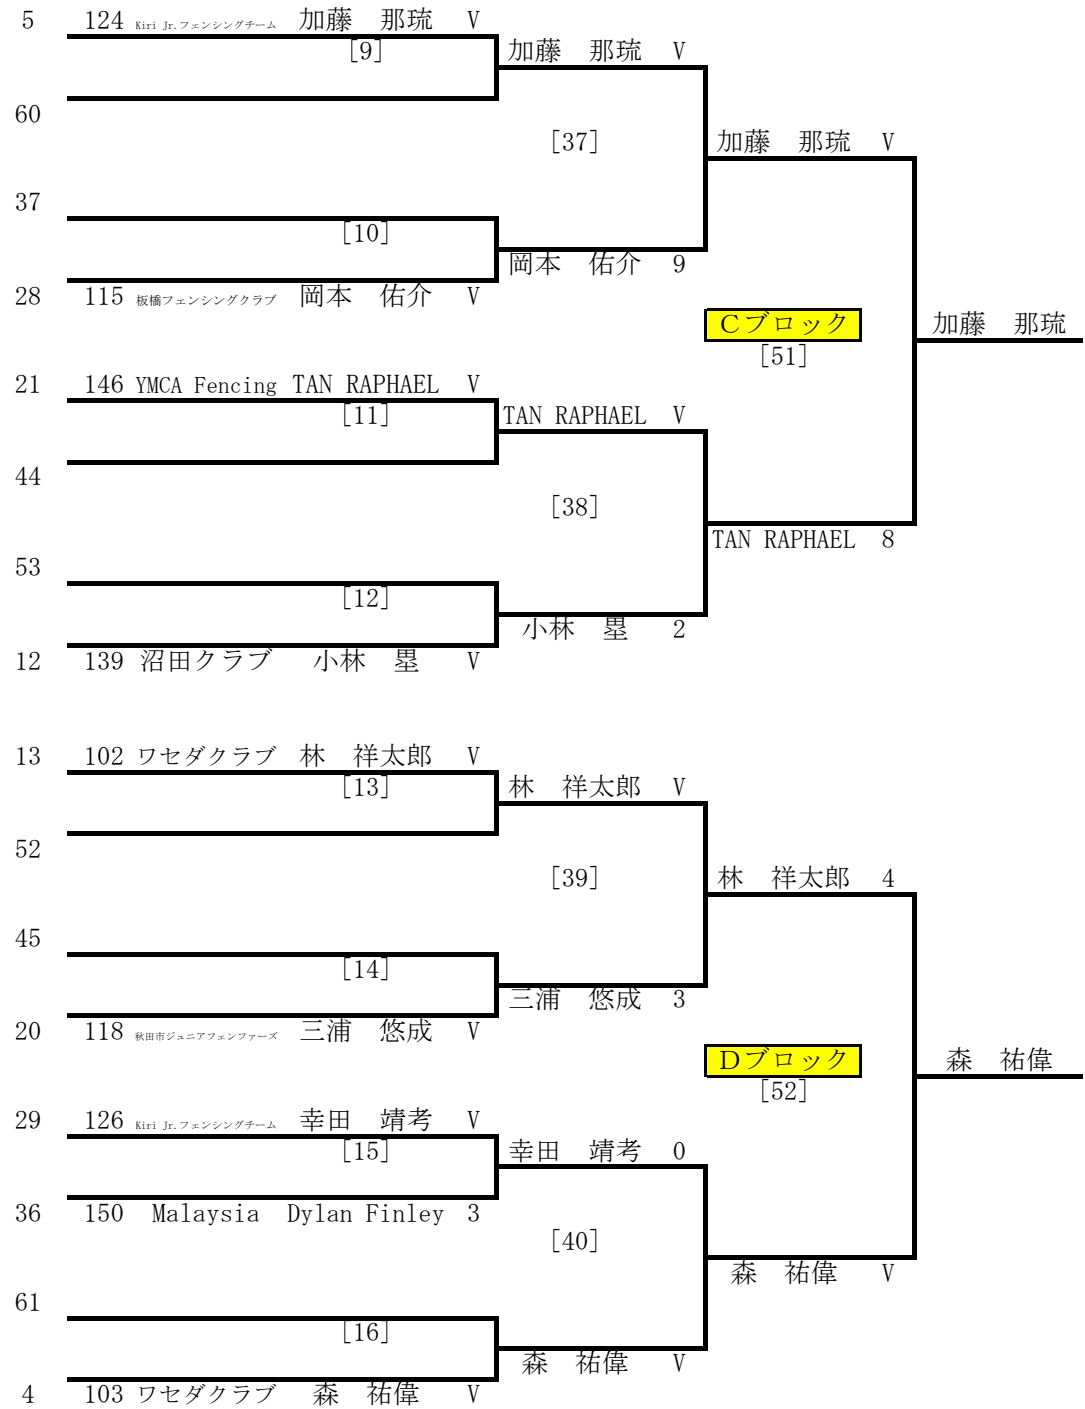 5 124 Kiri Jr.フェンシングチーム 加藤 那琉 V
[9]
加藤 那琉 V
60
[37]
加藤 那琉 V
37
[10]
岡本 佑介 9
28 115 板橋フェンシングクラブ 岡本 佑介 V
Cブロック
加藤 那琉
[51]
21 146 YMCA Fencing TAN RAPHAEL V
[11]
TAN RAPHAEL V
44
[38]
TAN RAPHAEL 8
53
[12]
小林 塁 2
12 139 沼田クラブ 小林 塁 V
13 102 ワセダクラブ 林 祥太郎 V
[13]
林 祥太郎 V
52
[39]
林 祥太郎 4
45
[14]
三浦 悠成 3
20 118 秋田市ジュニアフェンファーズ 三浦 悠成 V
Dブロック
森 祐偉
[52]
29 126 Kiri Jr.フェンシングチーム 幸田 靖考 V
[15]
幸田 靖考 0
36 150 Malaysia Dylan Finley 3
[40]
森 祐偉 V
61
[16]
森 祐偉 V
4 103 ワセダクラブ 森 祐偉 V